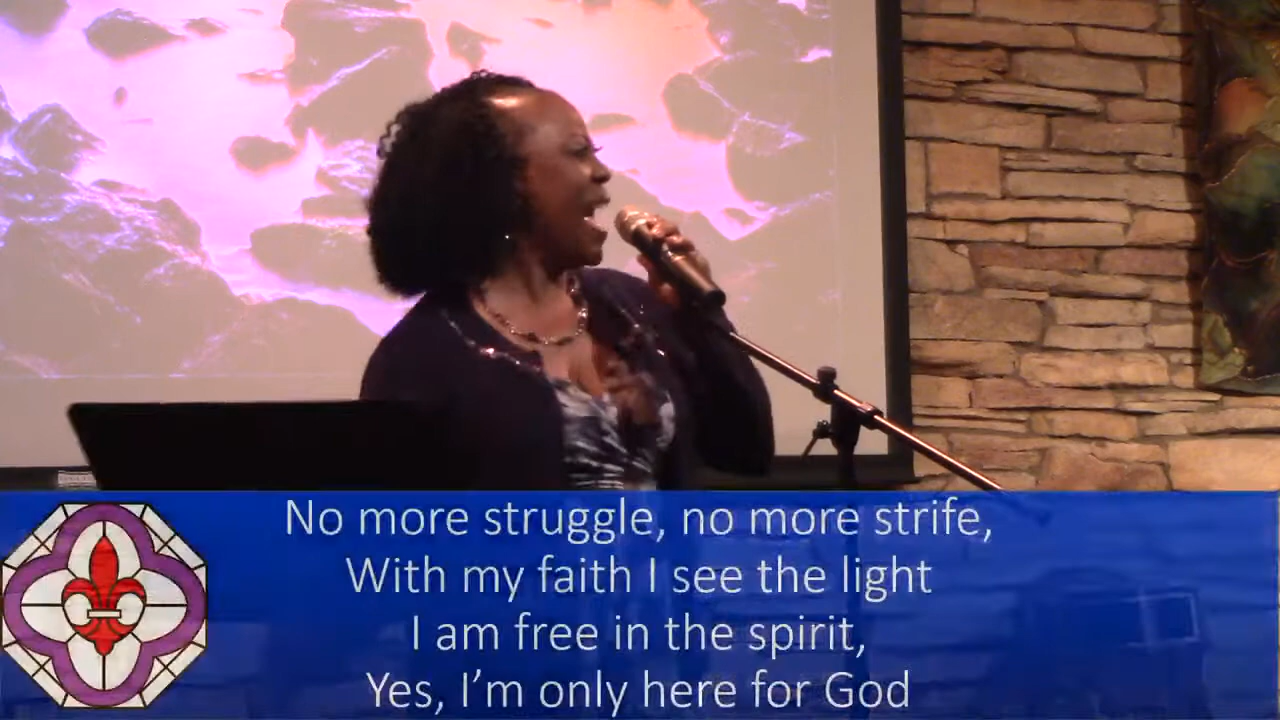 No more struggle, no more strife,
With my faith I see the light
I am free in the spirit,
Yes, I’m only here for God